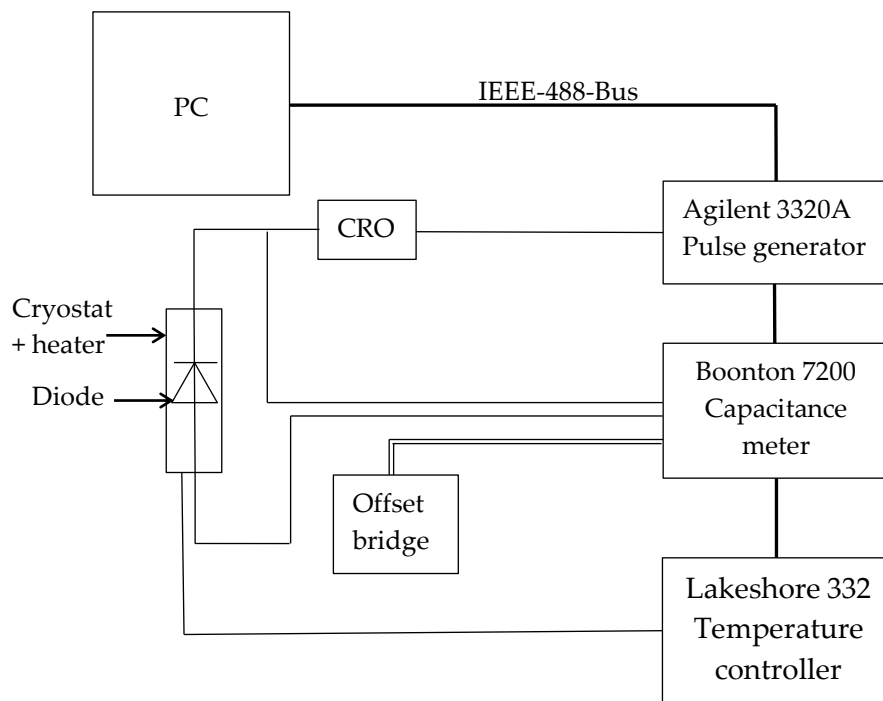 PC
IEEE-488-Bus
Agilent 3320A
Pulse generator
CRO
Cryostat
+ heater
Diode
Boonton 7200
Capacitance
meter
Offset
bridge
Lakeshore 332
Temperature
controller